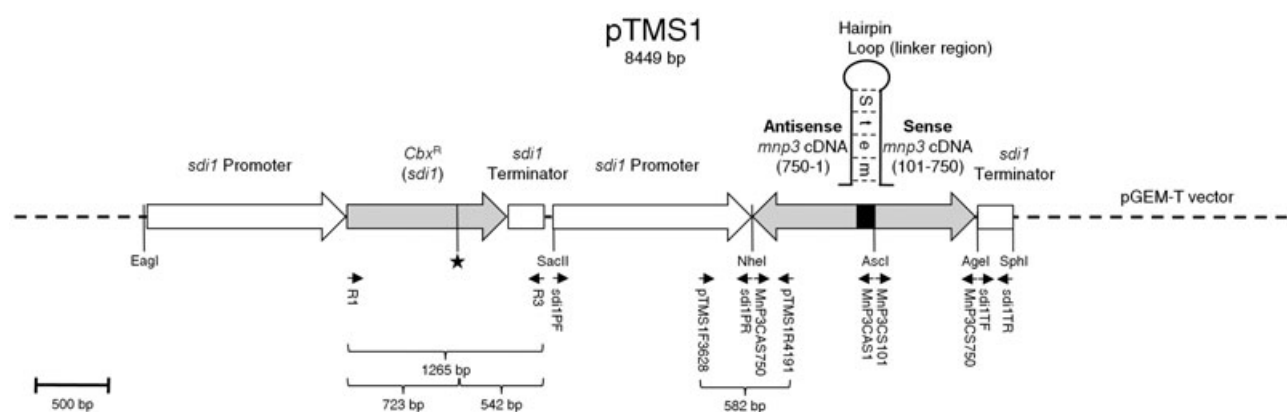 pTMS1
8449 bp
Hairpin
Loop (linker region)
S
t
e
m
Antisense
mnp3 cDNA
(750-1)
Sense
mnp3 cDNA
(101-750)
sdi1 Promoter
CbxR
(sdi1)
sdi1
Terminator
sdi1 Promoter
sdi1
Terminator
pGEM-T vector
EagI
SacII
NheI
AscI
AgeI
SphI
R1
R3
sdi1PF
pTMS1F3628
sdi1PR
MnP3CAS750
pTMS1R4191
MnP3CAS1
MnP3CS101
MnP3CS750
sdi1TF
sdi1TR
1265 bp
723 bp
542 bp
582 bp
500 bp